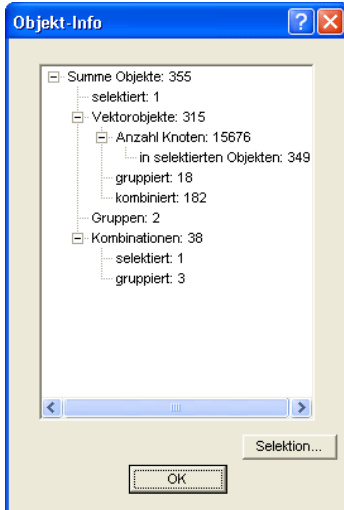 Objekt-Info
Summe Objekte: 355
selektiert: 1
Vektorobjekte: 315
Anzahl Knoten: 15676
in selektierten Objekten: 349
gruppiert: 18
kombiniert: 182
Gruppen: 2
Kombinationen: 38
selektiert: 1
gruppiert: 3
Selektion...
OK